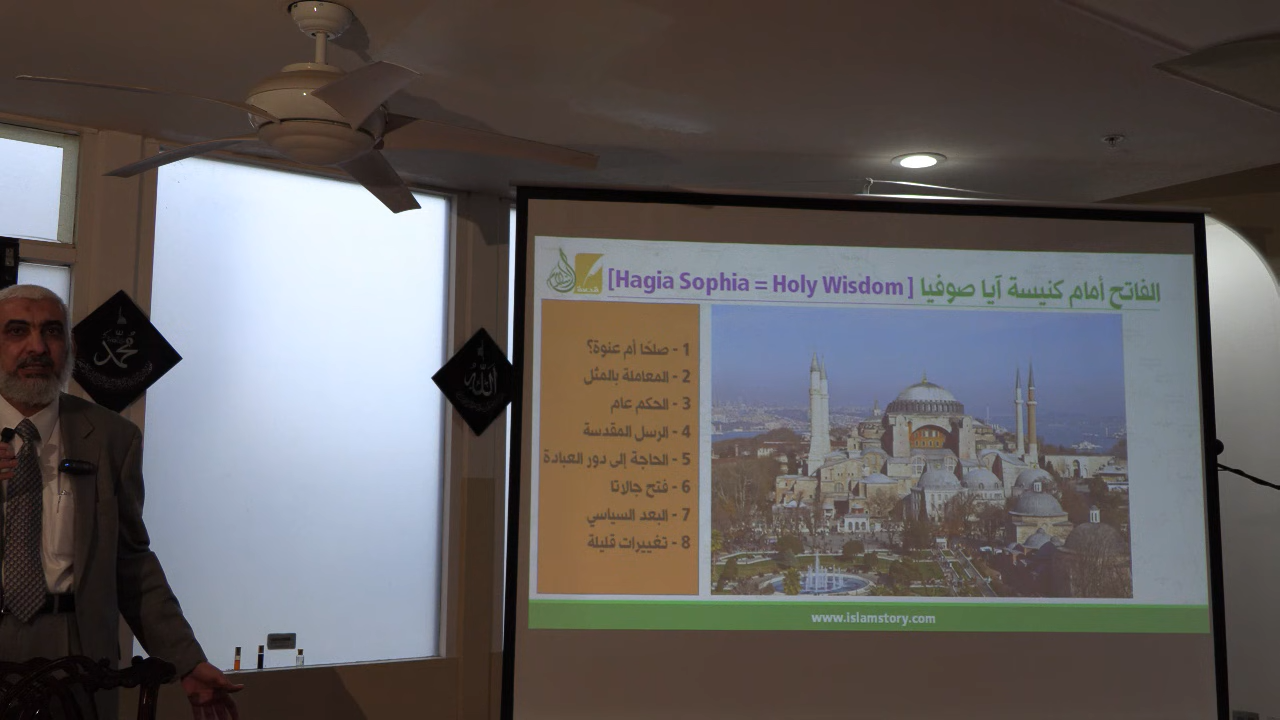 [Hagia Sophia = Holy Wisdom ] الفاتح أمام كنيسة آيا صوفيا
1 - صلحًا أم عنوة؟
2 - المعاملة بالمثل
3 - الحكم عام
4 - الرسل المقدسة
5 - الحاجة إلى دور العبادة
6 - فتح جالاتا
7 - البعد السياسي
8 - تغييرات قليلة
www.islamstory.com
محمد
الله